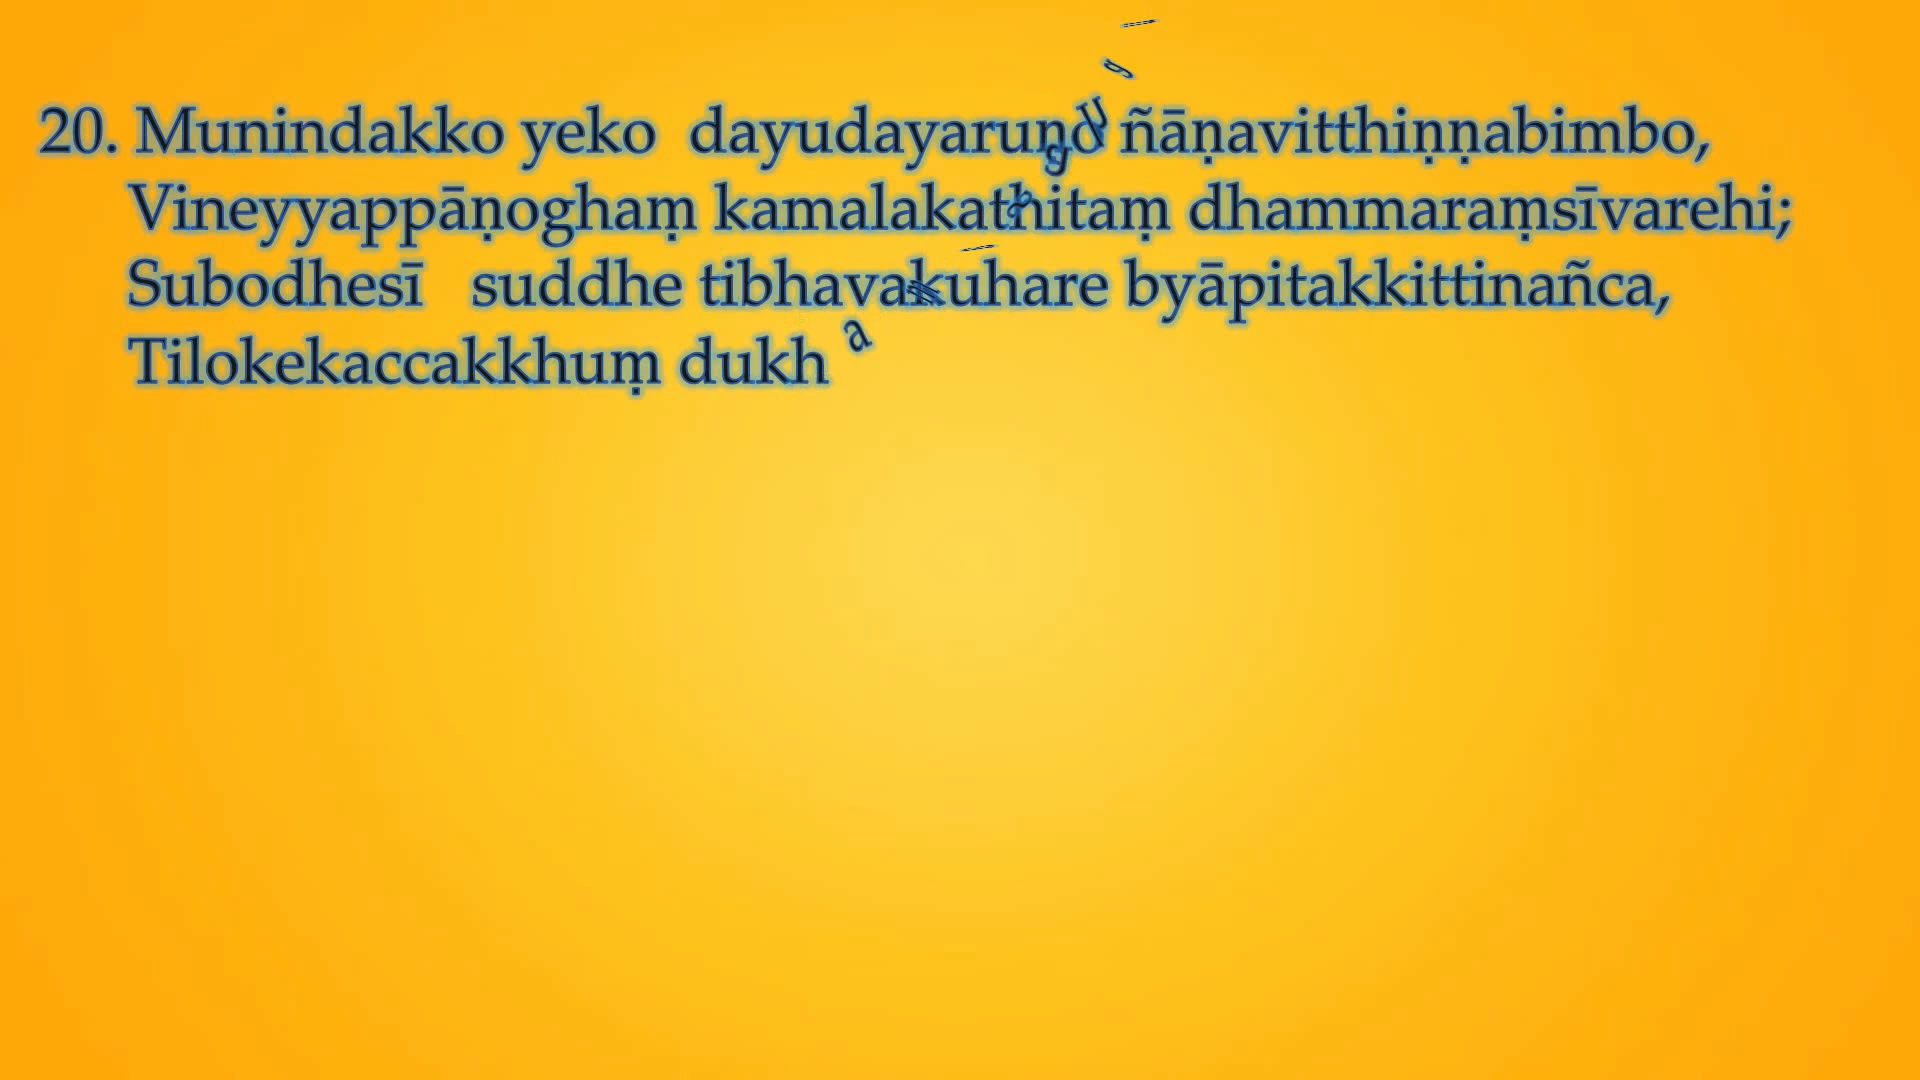 20. Munindakko yeko dayudayaruṇo ñāṇavitthiṇṇabimbo,
Vineyyappāṇoghaṃ kamalakathitaṃ dhammaraṃsīvarehi;
Subodhesī suddhe tibhavakuhare byāpitakkittinañca,
Tilokekaccakkhuṃ dukh